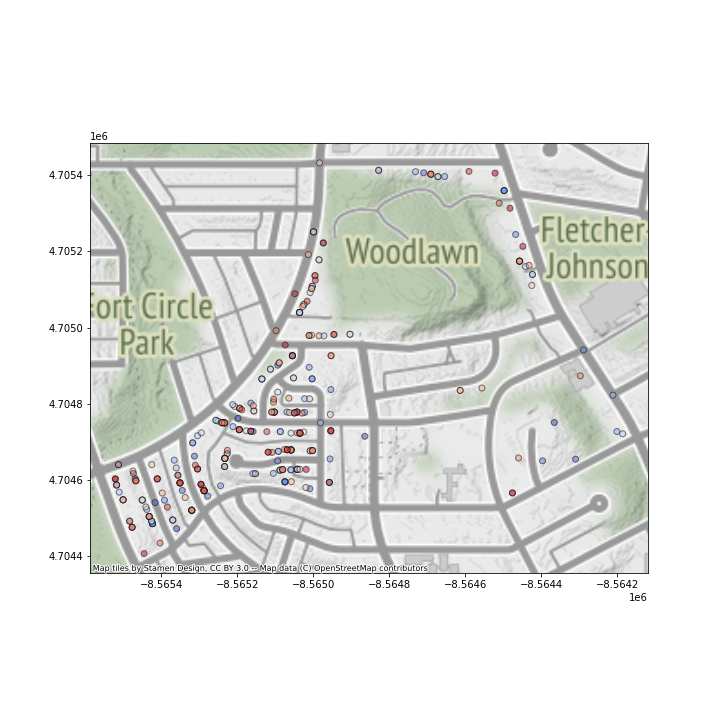 1e6
4.7054
4.7052
4.7050
4.7048
4.7046
4.7044
Woodlawn
Fletcher-
Johnson
Fort Circle
Park
Map tiles by Stamen Design, CC BY 3.0 -- Map data (C) OpenStreetMap contributors
−8.5654 −8.5652 −8.5650 −8.5648 −8.5646 −8.5644 −8.5642
1e6